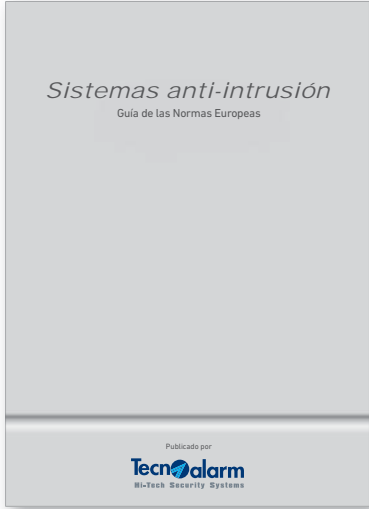 Sistemas anti-intrusión
Guía de las Normas Europeas
Publicado por
Tecnoalarm
Hi-Tech Security Systems